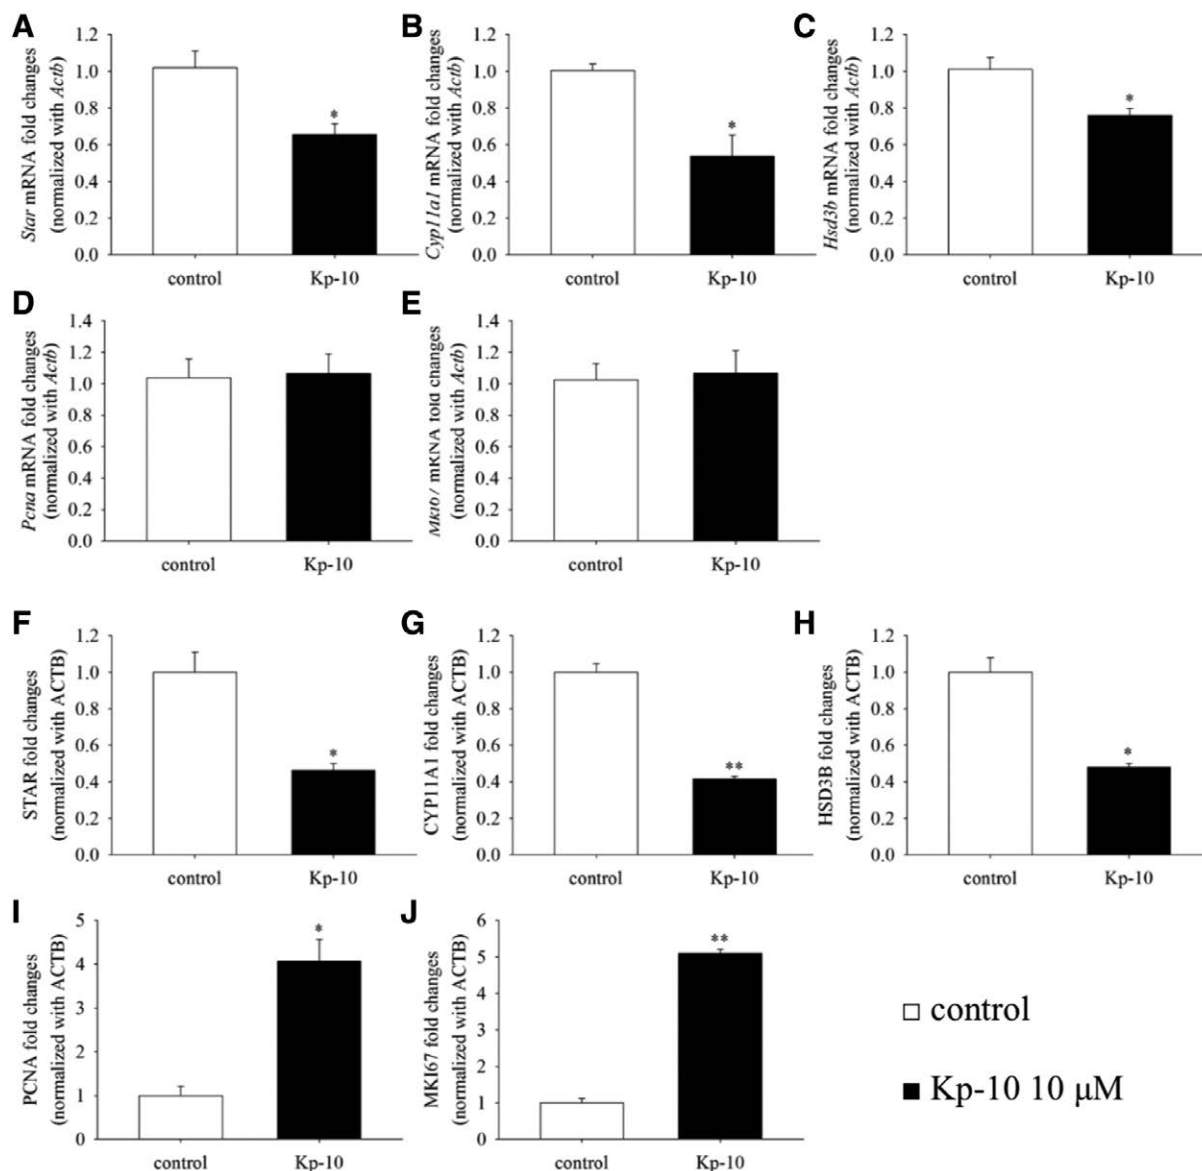 A
Star mRNA fold changes
(normalized with Actb)
1.2
1.0
0.8
0.6
0.4
0.2
0.0
*
control
Kp-10
B
Cyp11a1 mRNA fold changes
(normalized with Actb)
1.2
1.0
0.8
0.6
0.4
0.2
0.0
*
control
Kp-10
C
Hsd3b mRNA fold changes
(normalized with Actb)
1.2
1.0
0.8
0.6
0.4
0.2
0.0
*
control
Kp-10
D
Pcna mRNA fold changes
(normalized with Actb)
1.4
1.2
1.0
0.8
0.6
0.4
0.2
0.0
control
Kp-10
E
Mki67 mRNA fold changes
(normalized with Actb)
1.4
1.2
1.0
0.8
0.6
0.4
0.2
0.0
control
Kp-10
F
STAR fold changes
(normalized with ACTB)
1.2
1.0
0.8
0.6
0.4
0.2
0.0
*
control
Kp-10
G
CYP11A1 fold changes
(normalized with ACTB)
1.2
1.0
0.8
0.6
0.4
0.2
0.0
**
control
Kp-10
H
HSD3B fold changes
(normalized with ACTB)
1.2
1.0
0.8
0.6
0.4
0.2
0.0
*
control
Kp-10
I
PCNA fold changes
(normalized with ACTB)
5
4
3
2
1
0
*
control
Kp-10
J
MKI67 fold changes
(normalized with ACTB)
6
5
4
3
2
1
0
**
control
Kp-10
control
Kp-10 10 μM